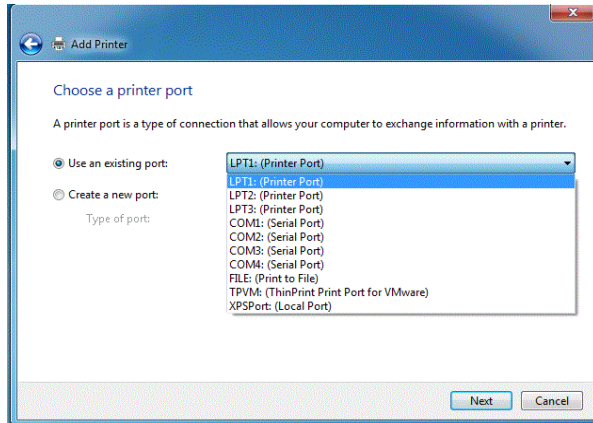 Add Printer
Choose a printer port
A printer port is a type of connection that allows your computer to exchange information with a printer.
Use an existing port: LPT1: (Printer Port)
LPT1: (Printer Port)
Create a new port: LPT2: (Printer Port)
LPT3: (Printer Port)
Type of port: COM1: (Serial Port)
COM2: (Serial Port)
COM3: (Serial Port)
COM4: (Serial Port)
FILE: (Print to File)
TPVM: (ThinPrint Print Port for VMware)
XPSPort: (Local Port)
Next Cancel